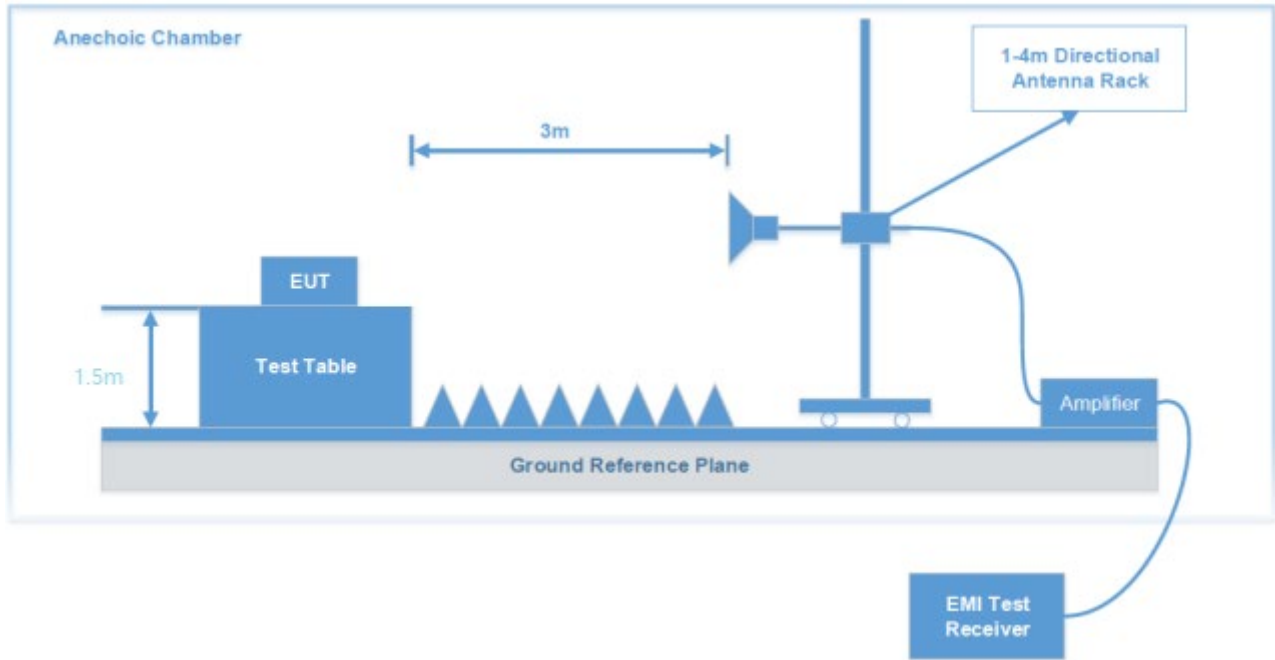 Anechoic Chamber
1-4m Directional
Antenna Rack
3m
EUT
Test Table
1.5m
Amplifier
Ground Reference Plane
EMI Test
Receiver